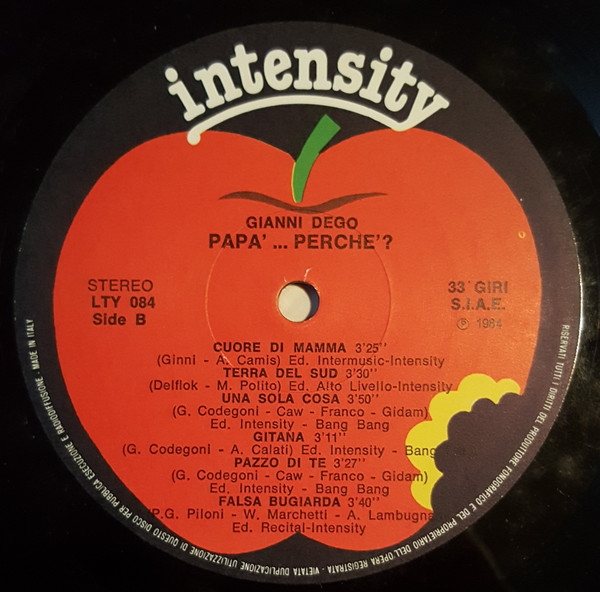 intensity
GIANNI DEGO
PAPA' ... PERCHE'?
STEREO
LTY 084
Side B
33 GIRI
S.I.A.E.
℗ 1984
CUORE DI MAMMA 3'25''
(Ginni - A. Camis) Ed. Intermusic-Intensity
TERRA DEL SUD 3'30''
(Delflok - M. Polito) Ed. Alto Livello-Intensity
UNA SOLA COSA 3'50''
(G. Codegoni - Caw - Franco - Gidam)
Ed. Intensity - Bang Bang
GITANA 3'11''
(G. Codegoni - A. Calati) Ed. Intensity - Bang
PAZZO DI TE 3'27''
(G. Codegoni - Caw - Franco - Gidam)
Ed. Intensity - Bang Bang
FALSA BUGIARDA 3'40''
(P.G. Piloni - W. Marchetti - A. Lambugna
Ed. Recital-Intensity
RISERVATI TUTTI I DIRITTI DEL PRODUTTORE FONOGRAFICO E DEL PROPRIETARIO DELL'OPERA REGISTRATA - VIETATA DUPLICAZIONE UTILIZZAZIONE DI QUESTO DISCO PER PUBBLICA ESECUZIONE E RADIODIFFUSIONE. MADE IN ITALY